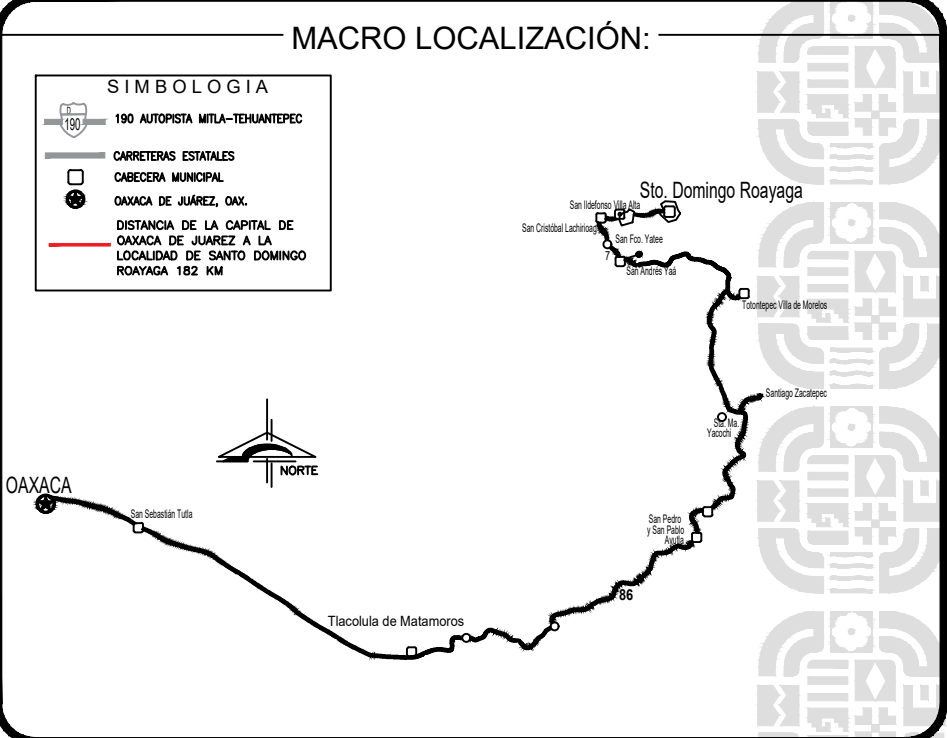 MACRO LOCALIZACIÓN:
SIMBOLOGIA
D
190
190 AUTOPISTA MITLA-TEHUANTEPEC
CARRETERAS ESTATALES
CABECERA MUNICIPAL
OAXACA DE JUÁREZ, OAX.
DISTANCIA DE LA CAPITAL DE
OAXACA DE JUAREZ A LA
LOCALIDAD DE SANTO DOMINGO
ROAYAGA 182 KM
Sto. Domingo Roayaga
San Ildefonso Villa Alta
San Cristóbal Lachirioag
San Fco. Yatee
7
San Andrés Yaá
Totontepec Villa de Morelos
Santiago Zacatepec
Sta. Ma.
Yacochi
NORTE
OAXACA
San Sebastián Tutla
San Pedro
y San Pablo
Ayutla
86
Tlacolula de Matamoros